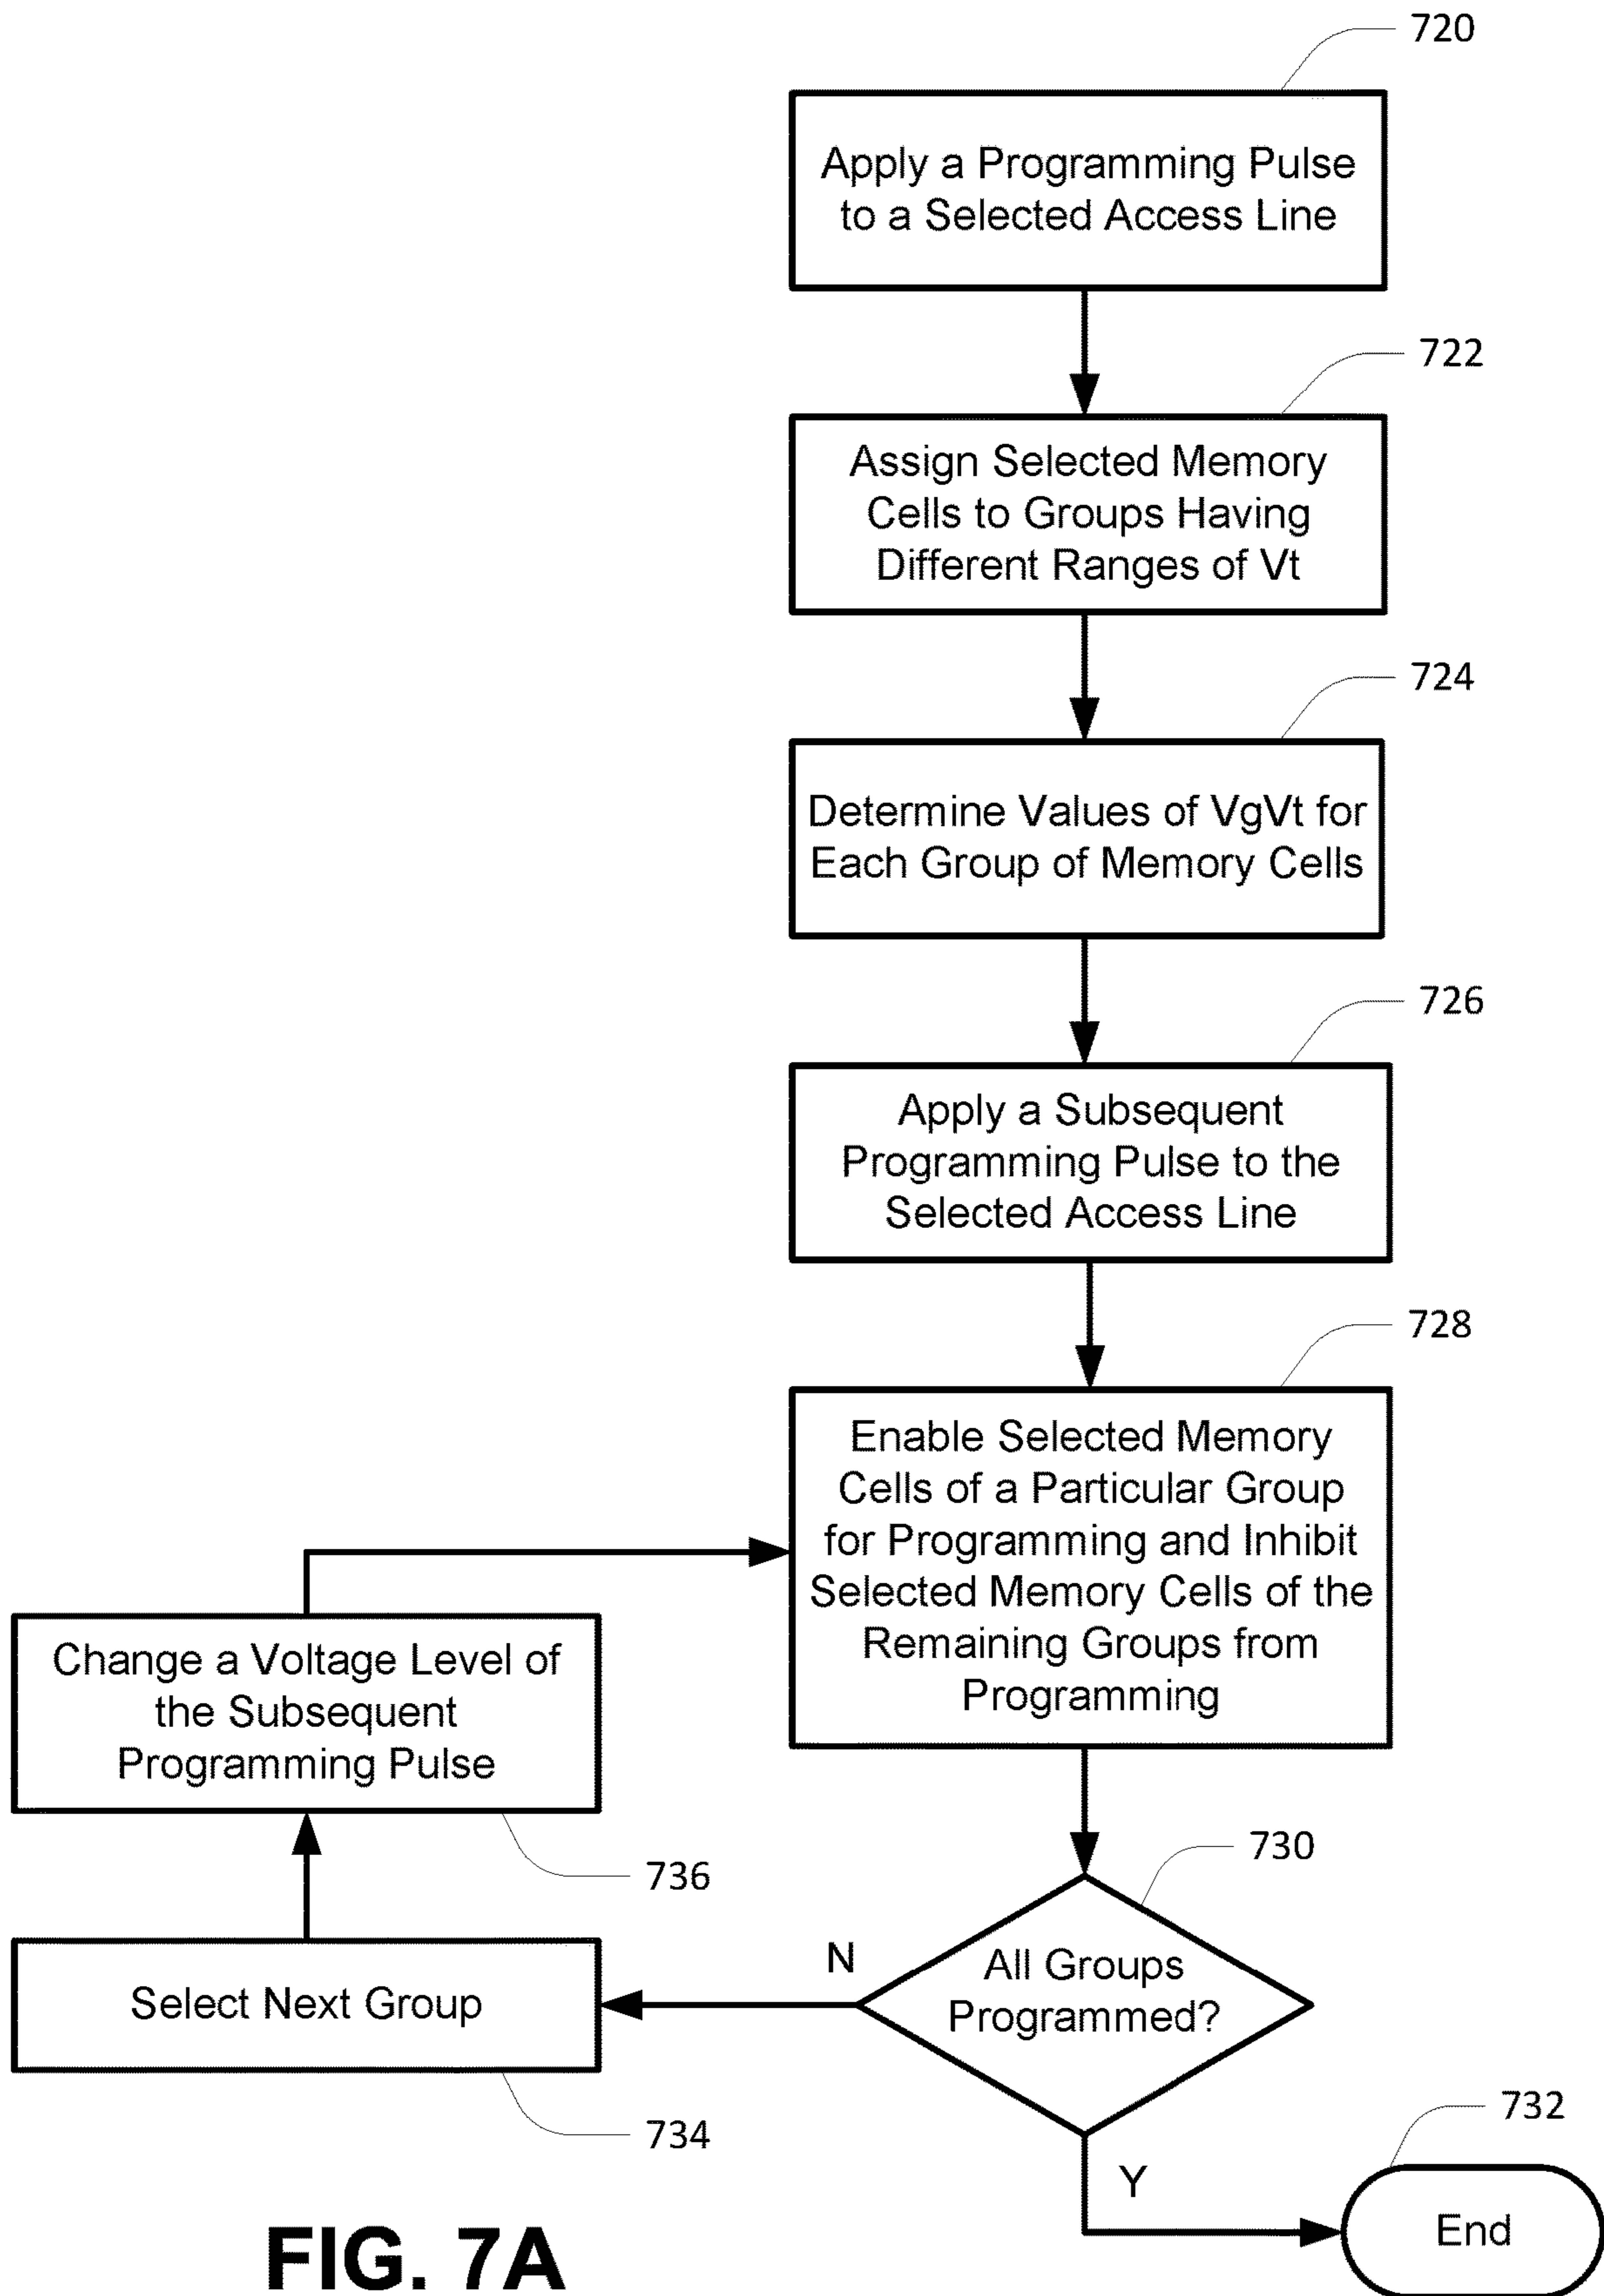 720
Apply a Programming Pulse
to a Selected Access Line
722
Assign Selected Memory
Cells to Groups Having
Different Ranges of Vt
724
Determine Values of VgVt for
Each Group of Memory Cells
726
Apply a Subsequent
Programming Pulse to the
Selected Access Line
728
Enable Selected Memory
Cells of a Particular Group
for Programming and Inhibit
Selected Memory Cells of the
Remaining Groups from
Programming
Change a Voltage Level of
the Subsequent
Programming Pulse
736
730
All Groups
Programmed?
N
Select Next Group
734
Y
732
End
FIG. 7A